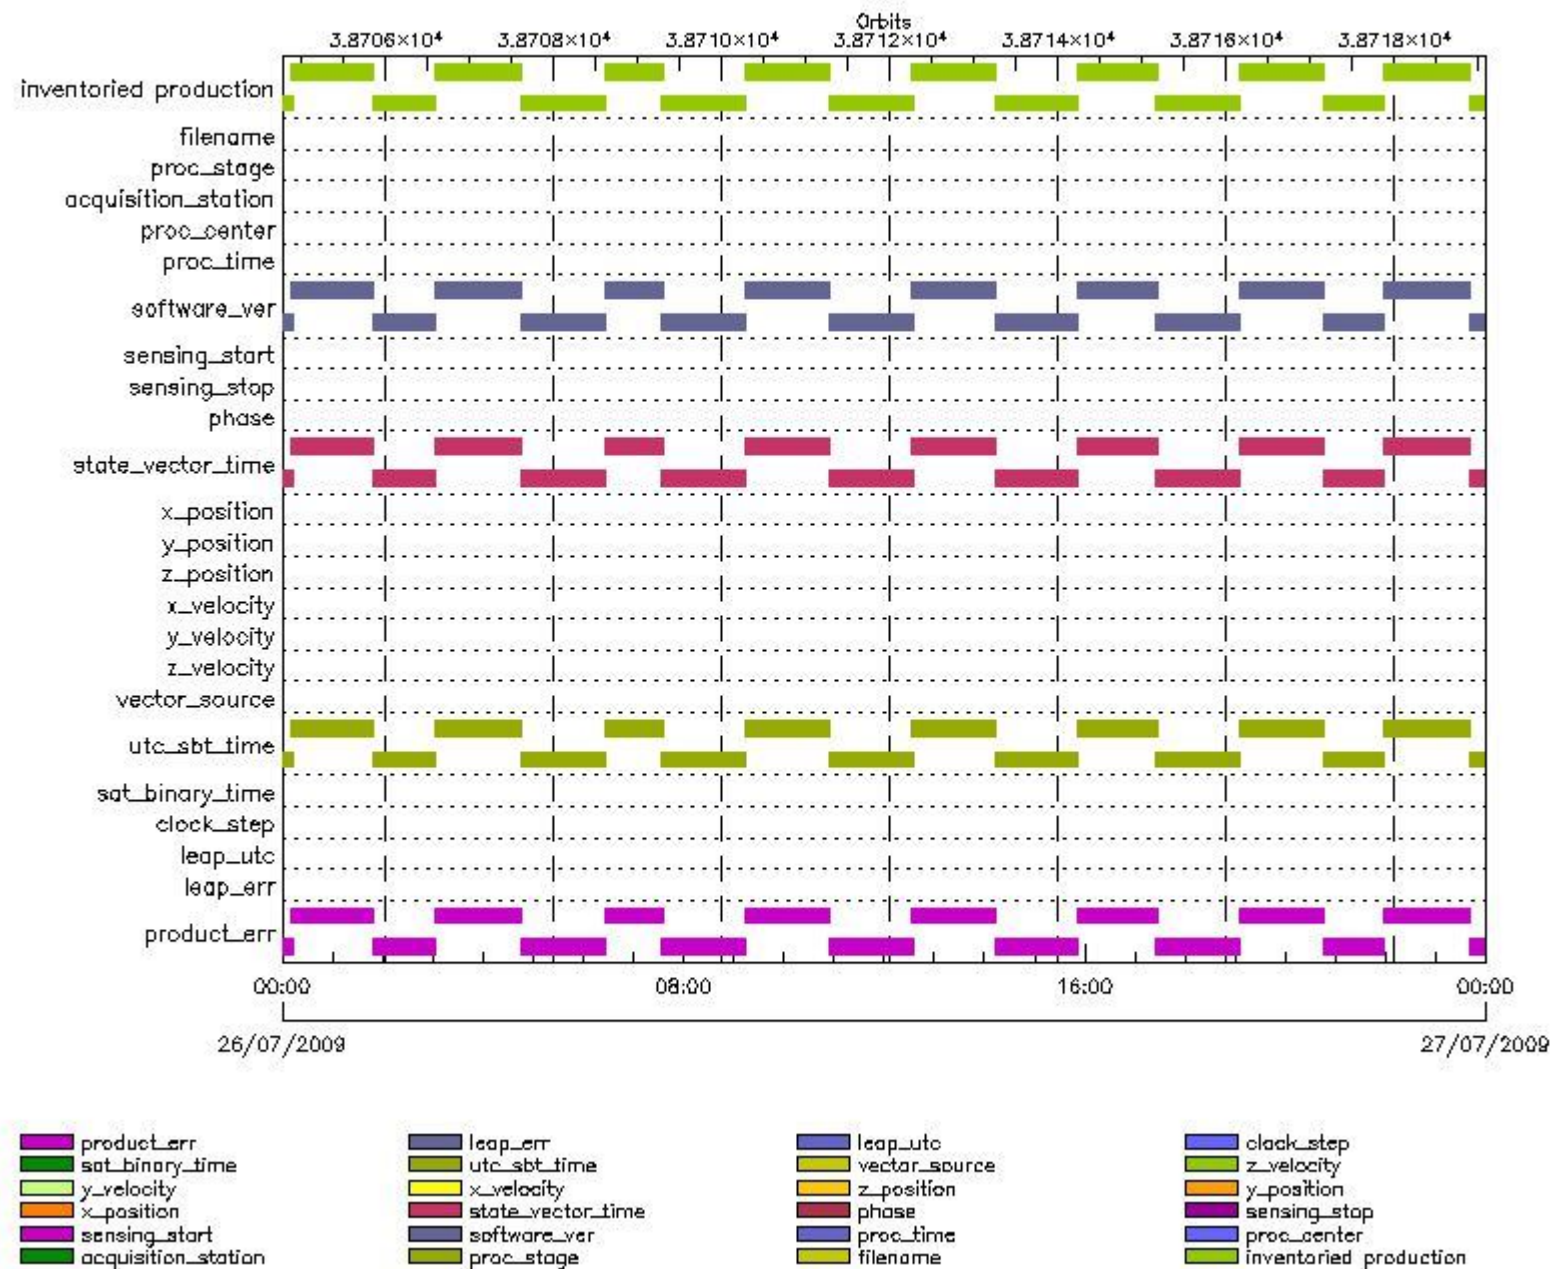 Orbits
3.8706×10⁴ 3.8708×10⁴ 3.8710×10⁴ 3.8712×10⁴ 3.8714×10⁴ 3.8716×10⁴ 3.8718×10⁴
inventoried production
filename
proc_stage
acquisition_station
proc_center
proc_time
software_ver
sensing_start
sensing_stop
phase
state_vector_time
x_position
y_position
z_position
x_velocity
y_velocity
z_velocity
vector_source
utc_sbt_time
sat_binary_time
clock_step
leap_utc
leap_err
product_err
00:00 08:00 16:00 00:00
26/07/2009 27/07/2009
product_err leap_err leap_utc clock_step
sat_binary_time utc_sbt_time vector_source z_velocity
y_velocity x_velocity z_position y_position
x_position state_vector_time phase sensing_stop
sensing_start software_ver proc_time proc_center
acquisition_station proc_stage filename inventoried production